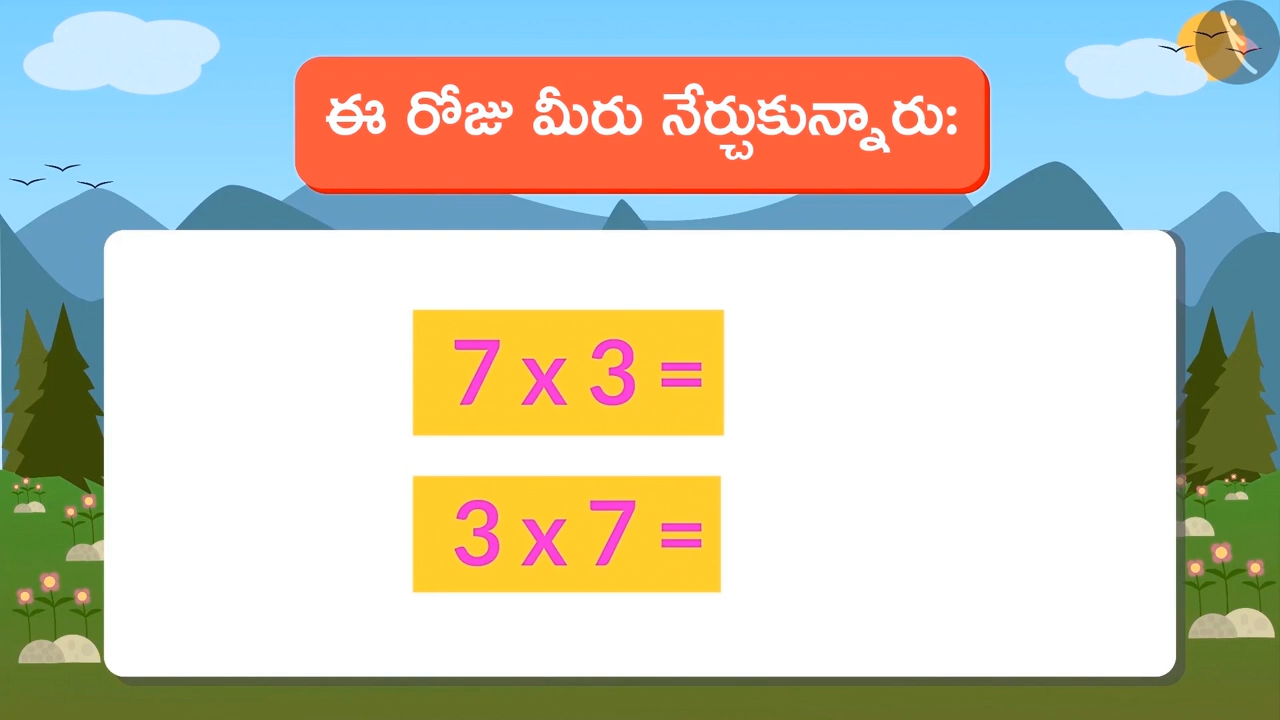 ఈ రోజు మీరు నేర్చుకున్నారు:
7 x 3 =
3 x 7 =